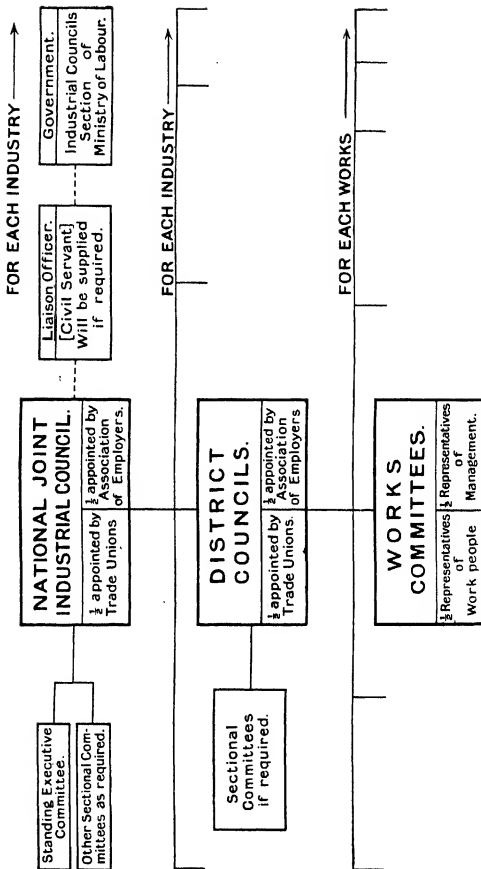 FOR EACH INDUSTRY
Standing Executive
Committee.
Other Sectional Com-
mittees as required.
NATIONAL JOINT
INDUSTRIAL COUNCIL.
½ appointed by
Trade Unions
½ appointed by
Association
of Employers.
Liaison Officer.
[Civil Servant]
Will be supplied
if required.
Government.
Industrial Councils
Section of
Ministry of Labour.
FOR EACH INDUSTRY
Sectional
Committees
if required.
DISTRICT
COUNCILS.
½ appointed by
Trade Unions.
½ appointed by
Association
of Employers
FOR EACH WORKS
WORKS
COMMITTEES.
½ Representatives
of
Work people
½ Representatives
of
Management.